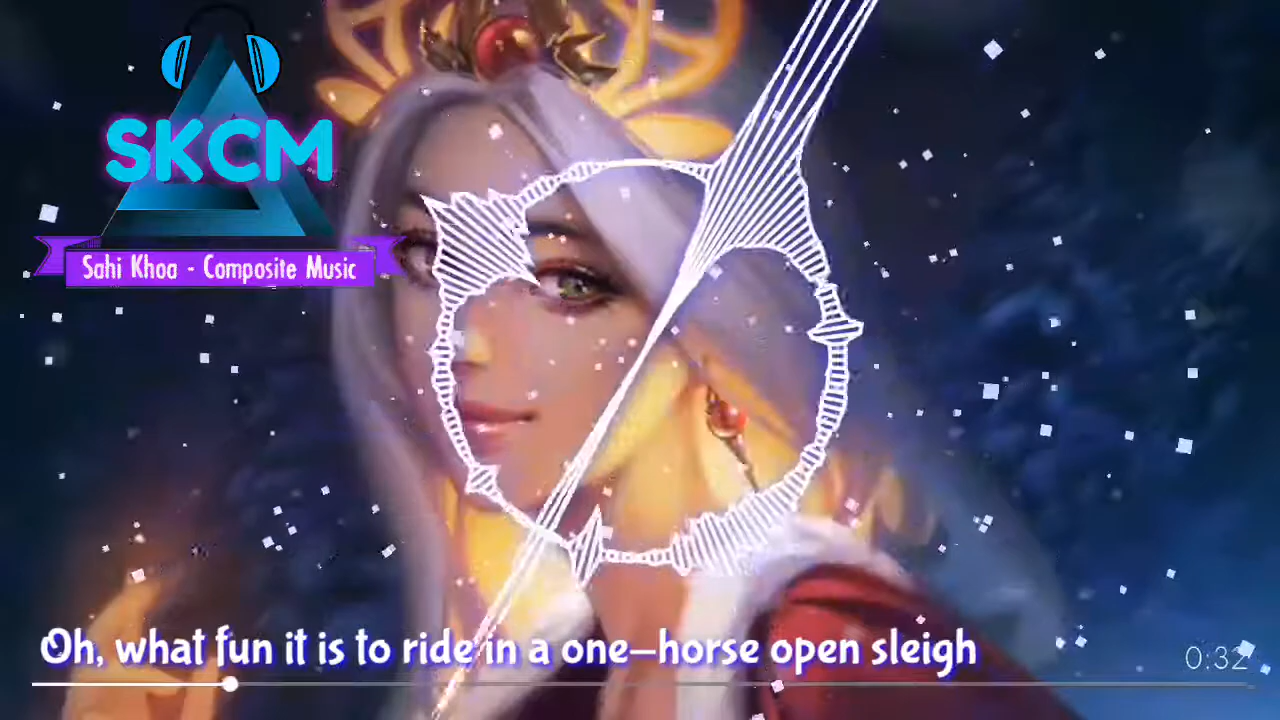 SKCM
Sahi Khoa - Composite Music
Oh, what fun it is to ride in a one-horse open sleigh
0:32